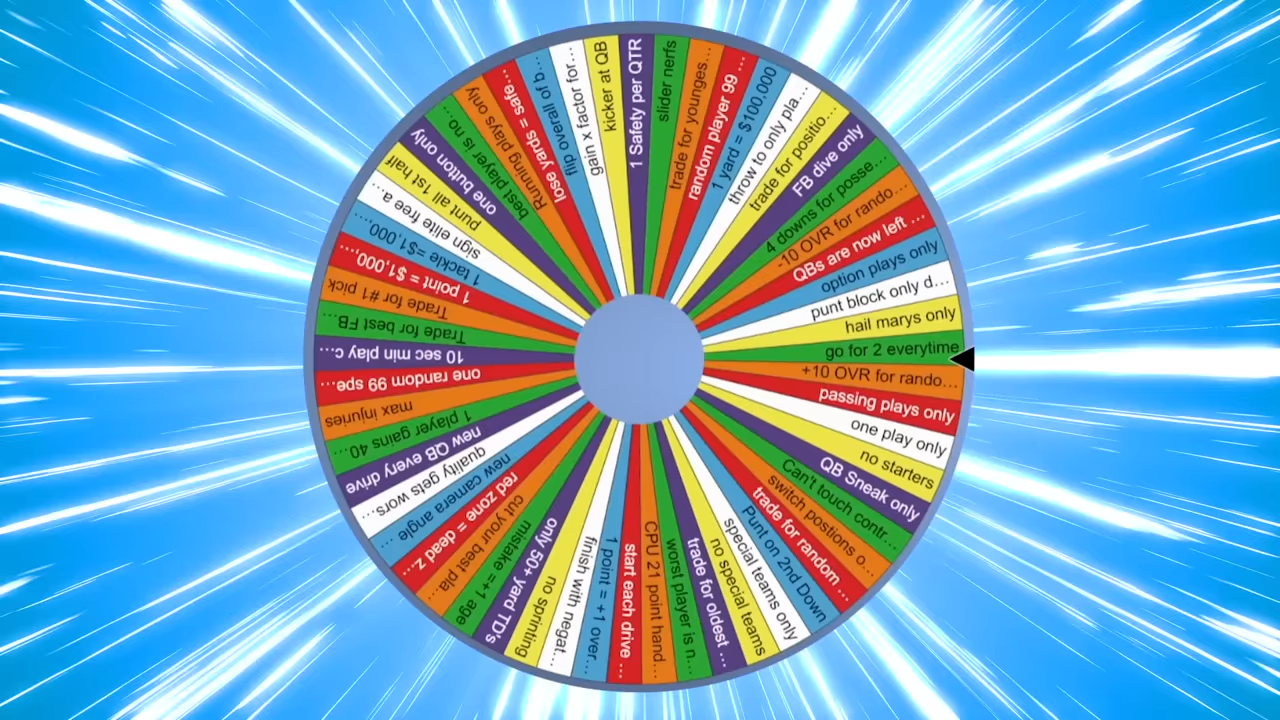 1 Safety per QTR
slider nerfs
trade for younges...
random player 99 ...
1 yard = $100,000
throw to only pla...
trade for positio...
FB dive only
4 downs for posse...
-10 OVR for rando...
QBs are now left ...
option plays only
punt block only d...
hail marys only
go for 2 everytime
+10 OVR for rando...
passing plays only
one play only
no starters
QB Sneak only
Can't touch contr...
switch postions o...
trade for random ...
Punt on 2nd Down
special teams only
no special teams
trade for oldest ...
worst player is n...
CPU 21 point hand...
start each drive ...
1 point = +1 over...
finish with negat...
no sprinting
only 50+ yard TD's
mistake =+1 age
cut your best pla...
red zone = dead z...
new camera angle ...
quality gets wors...
new QB every drive
1 player gains 40...
max injuries
one random 99 spe...
10 sec min play c...
Trade for best FB...
Trade for #1 pick
1 point = $1,000,...
1 tackle =$1,000,...
sign elite free a...
punt all 1st half
one button only
best player is no...
Running plays only
lose yards = safe...
flip overall of b...
gain x factor for...
kicker at QB